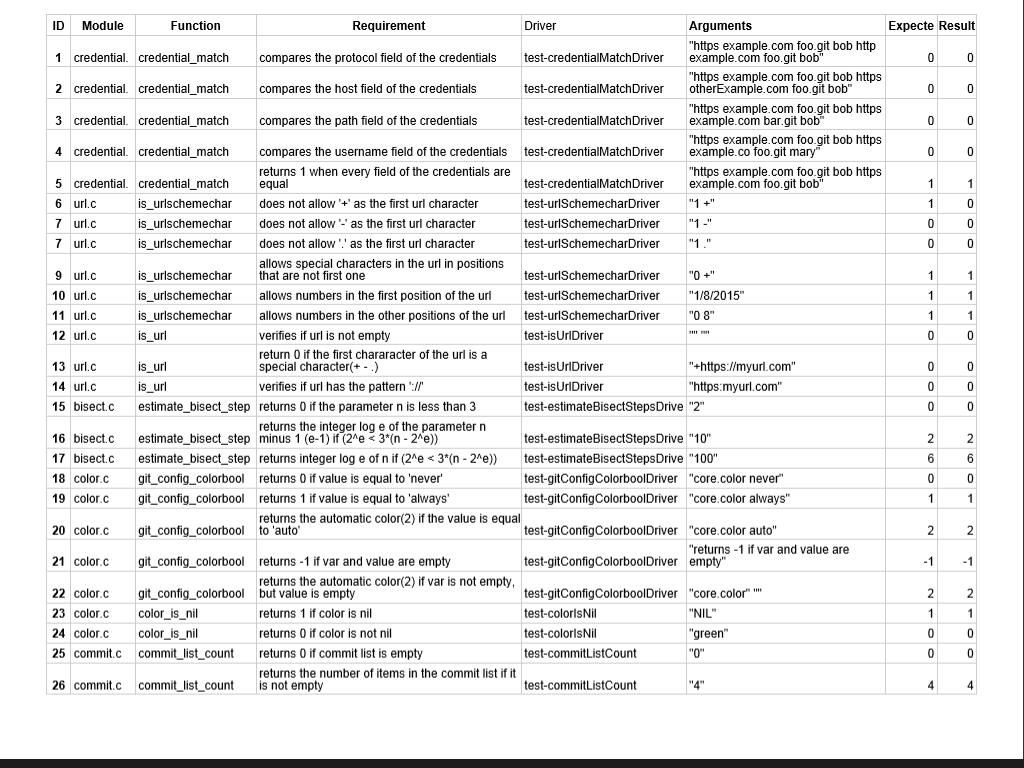 ID Module Function Requirement Driver Arguments Expecte Result
"https example.com foo.git bob http
1 credential. credential_match compares the protocol field of the credentials test-credentialMatchDriver example.com foo.git bob" 0 0
"https example.com foo.git bob https
2 credential. credential_match compares the host field of the credentials test-credentialMatchDriver otherExample.com foo.git bob" 0 0
"https example.com foo.git bob https
3 credential. credential_match compares the path field of the credentials test-credentialMatchDriver example.com bar.git bob" 0 0
"https example.com foo.git bob https
4 credential. credential_match compares the username field of the credentials test-credentialMatchDriver example.co foo.git mary" 0 0
returns 1 when every field of the credentials are "https example.com foo.git bob https
5 credential. credential_match equal test-credentialMatchDriver example.com foo.git bob" 1 1
6 url.c is_urlschemechar does not allow '+' as the first url character test-urlSchemecharDriver "1 +" 1 0
7 url.c is_urlschemechar does not allow '-' as the first url character test-urlSchemecharDriver "1 -" 0 0
7 url.c is_urlschemechar does not allow '.' as the first url character test-urlSchemecharDriver "1 ." 0 0
allows special characters in the url in positions
9 url.c is_urlschemechar that are not first one test-urlSchemecharDriver "0 +" 1 1
10 url.c is_urlschemechar allows numbers in the first position of the url test-urlSchemecharDriver "1/8/2015" 1 1
11 url.c is_urlschemechar allows numbers in the other positions of the url test-urlSchemecharDriver "0 8" 1 1
12 url.c is_url verifies if url is not empty test-isUrlDriver "" "" 0 0
return 0 if the first chararacter of the url is a
13 url.c is_url special character(+ - .) test-isUrlDriver "+https://myurl.com" 0 0
14 url.c is_url verifies if url has the pattern '://' test-isUrlDriver "https:myurl.com" 0 0
15 bisect.c estimate_bisect_step returns 0 if the parameter n is less than 3 test-estimateBisectStepsDrive "2" 0 0
returns the integer log e of the parameter n
16 bisect.c estimate_bisect_step minus 1 (e-1) if (2^e < 3*(n - 2^e)) test-estimateBisectStepsDrive "10" 2 2
17 bisect.c estimate_bisect_step returns integer log e of n if (2^e < 3*(n - 2^e)) test-estimateBisectStepsDrive "100" 6 6
18 color.c git_config_colorbool returns 0 if value is equal to 'never' test-gitConfigColorboolDriver "core.color never" 0 0
19 color.c git_config_colorbool returns 1 if value is equal to 'always' test-gitConfigColorboolDriver "core.color always" 1 1
returns the automatic color(2) if the value is equal
20 color.c git_config_colorbool to 'auto' test-gitConfigColorboolDriver "core.color auto" 2 2
"returns -1 if var and value are
21 color.c git_config_colorbool returns -1 if var and value are empty test-gitConfigColorboolDriver empty" -1 -1
returns the automatic color(2) if var is not empty,
22 color.c git_config_colorbool but value is empty test-gitConfigColorboolDriver "core.color" "" 2 2
23 color.c color_is_nil returns 1 if color is nil test-colorIsNil "NIL" 1 1
24 color.c color_is_nil returns 0 if color is not nil test-colorIsNil "green" 0 0
25 commit.c commit_list_count returns 0 if commit list is empty test-commitListCount "0" 0 0
returns the number of items in the commit list if it
26 commit.c commit_list_count is not empty test-commitListCount "4" 4 4